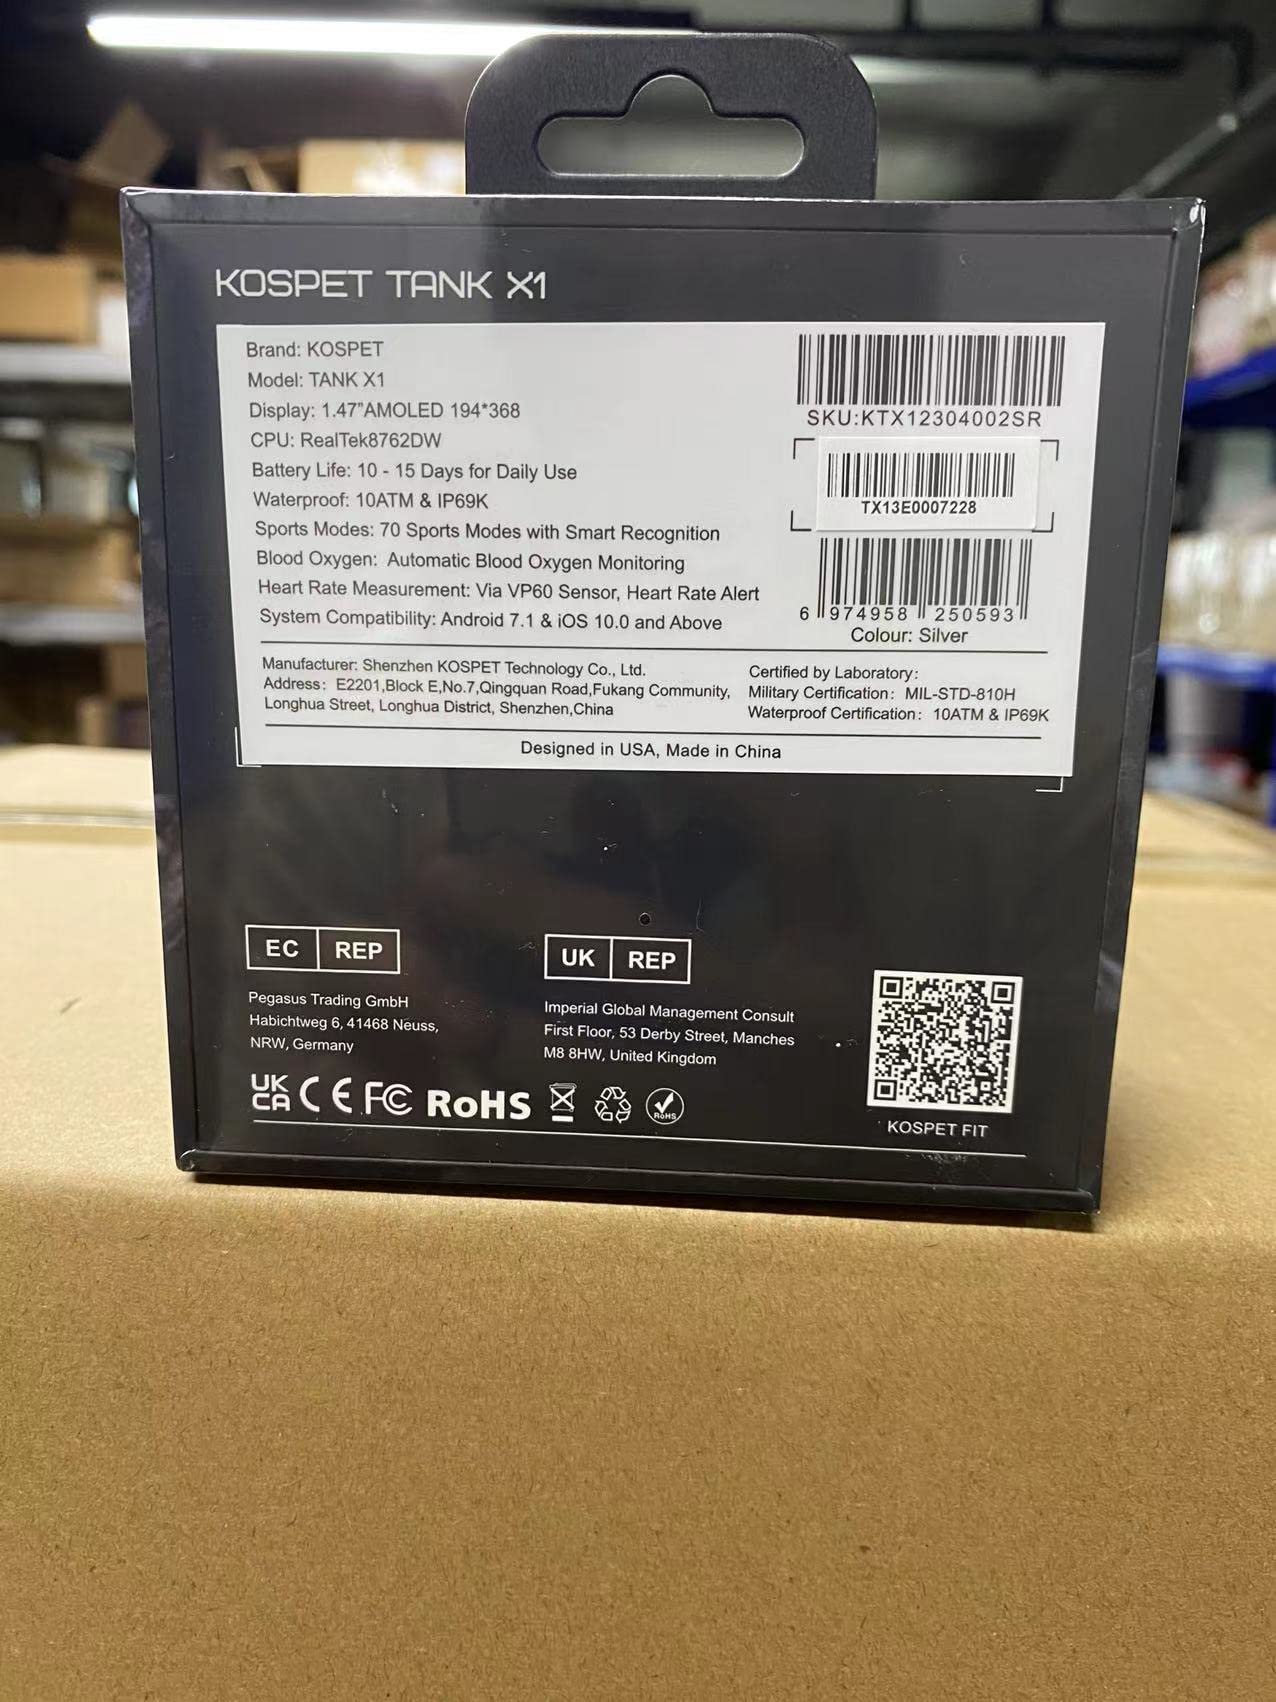 KOSPET TANK X1
Brand: KOSPET
Model: TANK X1
Display: 1.47"AMOLED 194*368
CPU: RealTek8762DW
Battery Life: 10 - 15 Days for Daily Use
Waterproof: 10ATM & IP69K
Sports Modes: 70 Sports Modes with Smart Recognition
Blood Oxygen: Automatic Blood Oxygen Monitoring
Heart Rate Measurement: Via VP60 Sensor, Heart Rate Alert
System Compatibility: Android 7.1 & iOS 10.0 and Above
SKU:KTX12304002SR
TX13E0007228
6 974958 250593
Colour: Silver
Manufacturer: Shenzhen KOSPET Technology Co., Ltd.
Address: E2201,Block E,No.7,Qingquan Road,Fukang Community,
Longhua Street, Longhua District, Shenzhen,China
Certified by Laboratory:
Military Certification: MIL-STD-810H
Waterproof Certification: 10ATM & IP69K
Designed in USA, Made in China
EC REP
Pegasus Trading GmbH
Habichtweg 6, 41468 Neuss,
NRW, Germany
UK REP
Imperial Global Management Consult
First Floor, 53 Derby Street, Manches
M8 8HW, United Kingdom
UK
CA CE FC RoHS
RoHS
KOSPET FIT